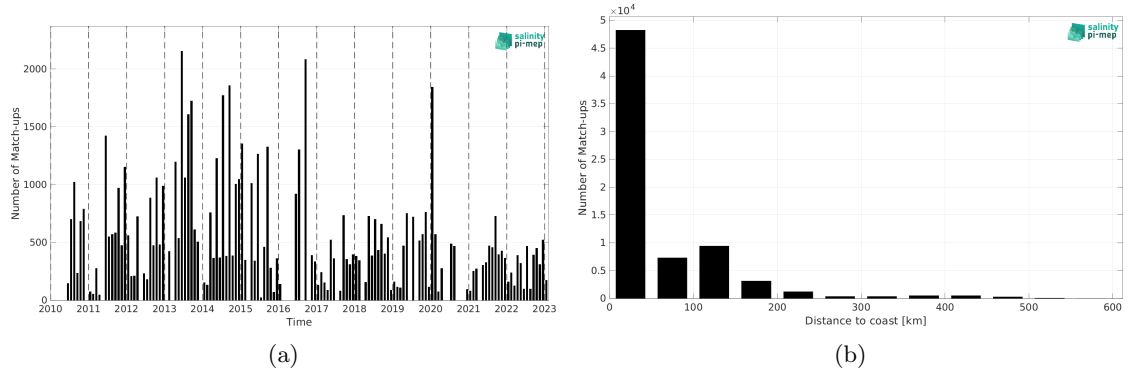 salinity
pi-mep
Number of Match-ups
2000
1500
1000
500
0
2010 2011 2012 2013 2014 2015 2016 2017 2018 2019 2020 2021 2022 2023
Time
(a)
×10⁴
salinity
pi-mep
Number of Match-ups
5
4.5
4
3.5
3
2.5
2
1.5
1
0.5
0
0 100 200 300 400 500 600
Distance to coast [km]
(b)